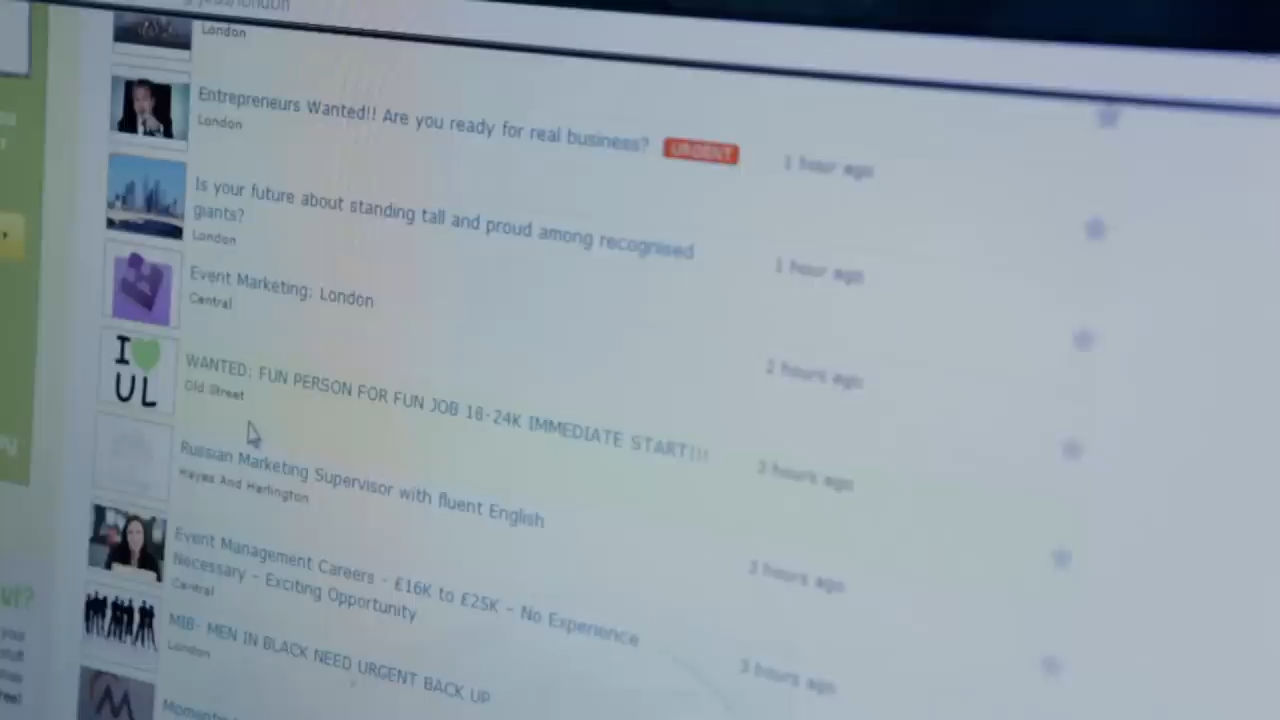 London
Entrepreneurs Wanted!! Are you ready for real business? URGENT 1 hour ago
London
Is your future about standing tall and proud among recognised
giants?
1 hour ago
London
Event Marketing: London
2 hours ago
Central
I UL
WANTED: FUN PERSON FOR FUN JOB 18-24K IMMEDIATE START!!!
Old Street
3 hours ago
Russian Marketing Supervisor with fluent English
Hayes And Harlington
3 hours ago
Event Management Careers - £16K to £25K - No Experience
Necessary - Exciting Opportunity
Central
3 hours ago
MIB- MEN IN BLACK NEED URGENT BACK UP
London